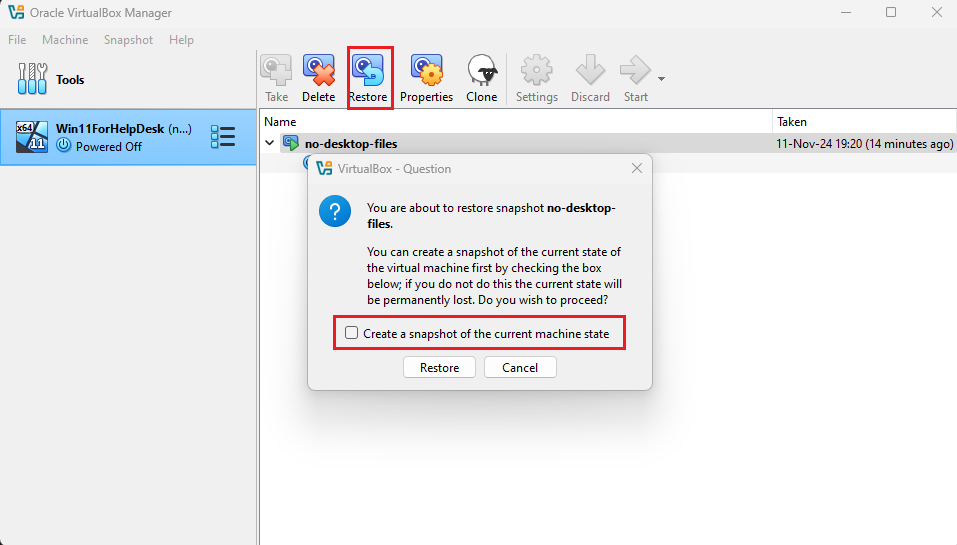 Oracle VirtualBox Manager
File Machine Snapshot Help
Tools
Take Delete Restore Properties Clone Settings Discard Start
x64
11
Win11ForHelpDesk (n...)
Powered Off
Name Taken
no-desktop-files 11-Nov-24 19:20 (14 minutes ago)
VirtualBox - Question
?
You are about to restore snapshot no-desktop-
files.
You can create a snapshot of the current state of
the virtual machine first by checking the box
below; if you do not do this the current state will
be permanently lost. Do you wish to proceed?
Create a snapshot of the current machine state
Restore Cancel